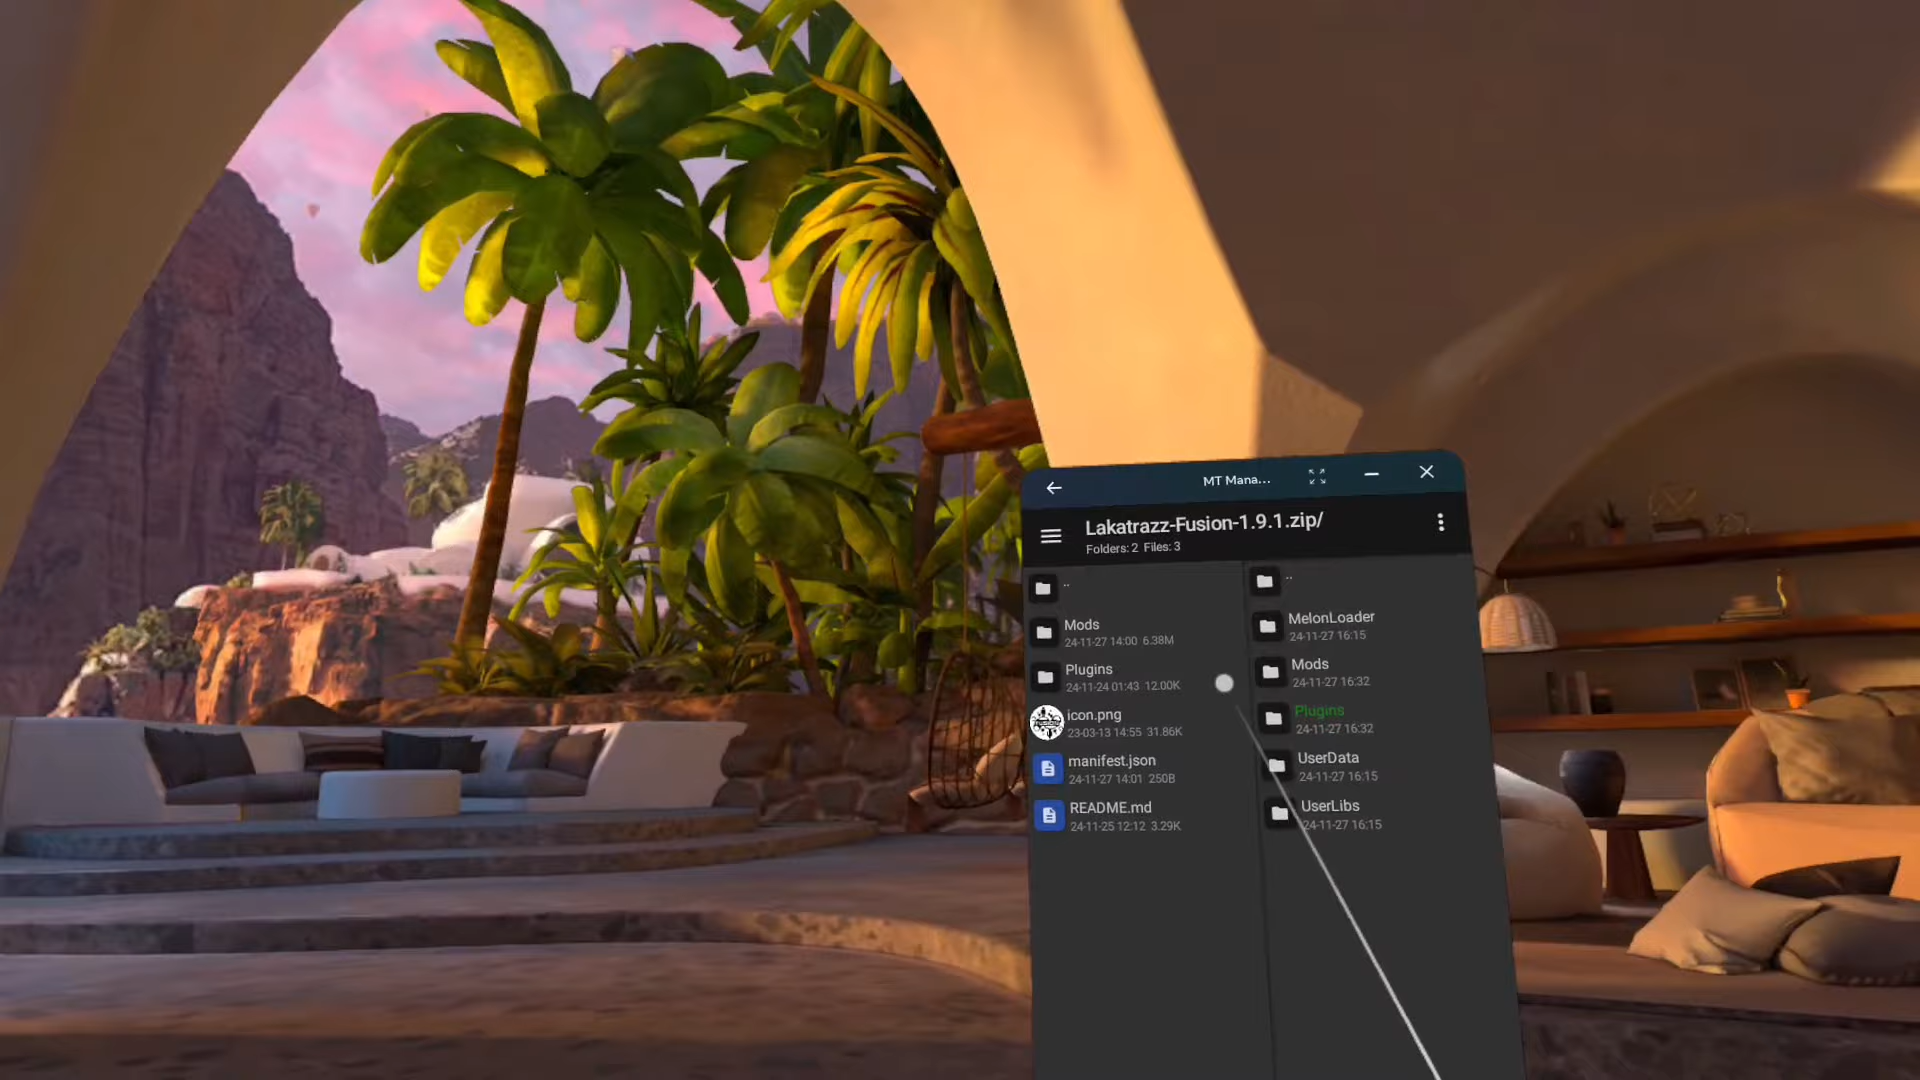 MT Mana...
Lakatrazz-Fusion-1.9.1.zip/
Folders: 2 Files: 3
..
Mods
24-11-27 14:00 6.38M
Plugins
24-11-24 01:43 12.00K
icon.png
23-03-13 14:55 31.86K
manifest.json
24-11-27 14:01 250B
README.md
24-11-25 12:12 3.29K
..
MelonLoader
24-11-27 16:15
Mods
24-11-27 16:32
Plugins
24-11-27 16:32
UserData
24-11-27 16:15
UserLibs
24-11-27 16:15